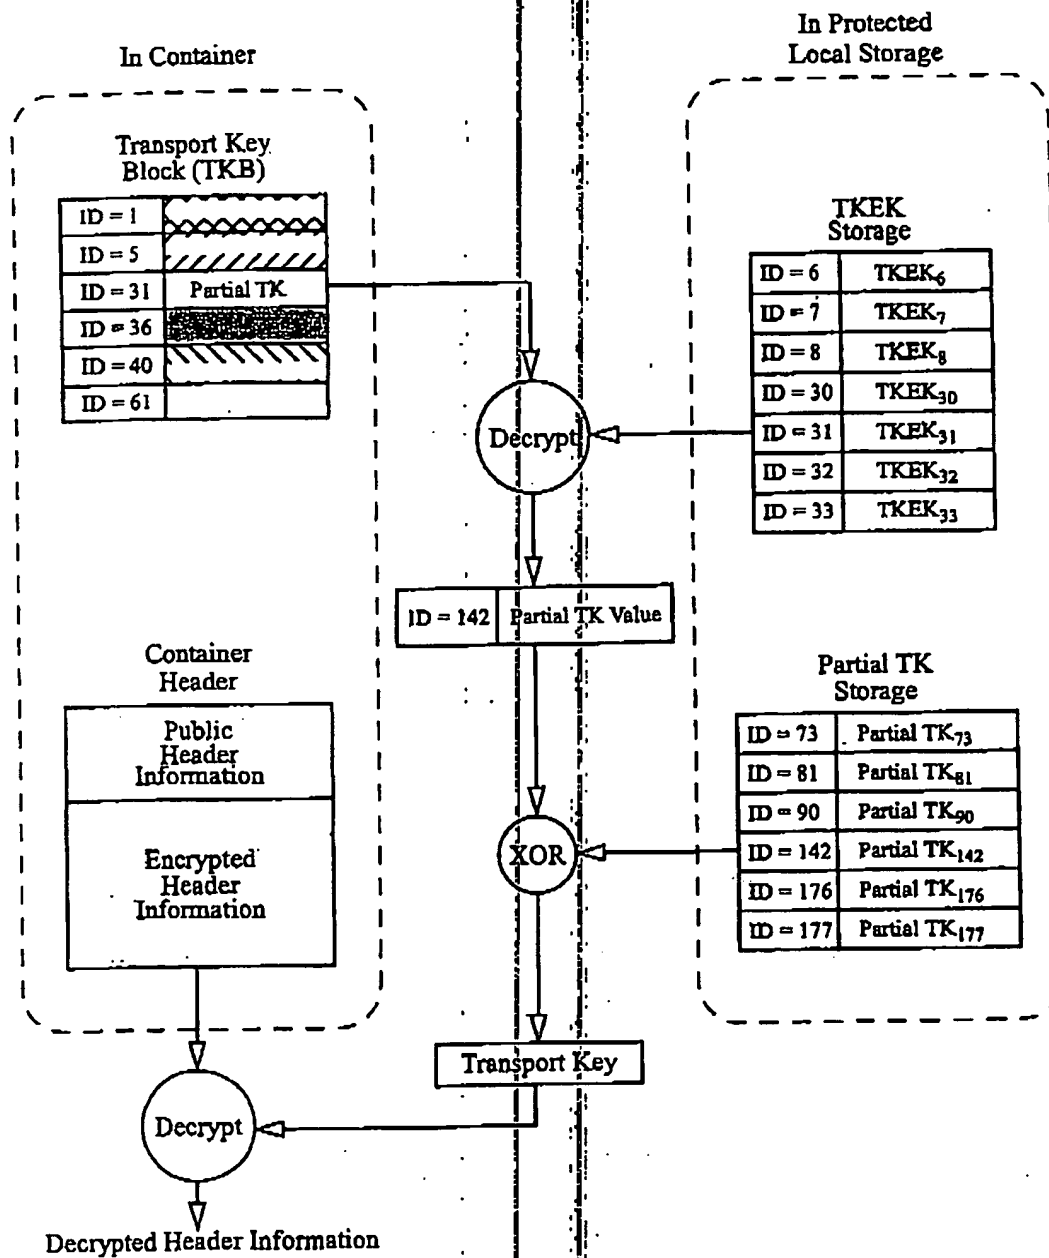 In Container
In Protected
Local Storage
Transport Key
Block (TKB)
ID = 1
ID = 5
ID = 31 Partial TK
ID = 36
ID = 40
ID = 61
TKEK
Storage
ID = 6 TKEK6
ID = 7 TKEK7
ID = 8 TKEK8
ID = 30 TKEK30
ID = 31 TKEK31
ID = 32 TKEK32
ID = 33 TKEK33
Decrypt
ID = 142 Partial TK Value
Container
Header
Public
Header
Information
Encrypted
Header
Information
Partial TK
Storage
ID = 73 Partial TK73
ID = 81 Partial TK81
ID = 90 Partial TK90
ID = 142 Partial TK142
ID = 176 Partial TK176
ID = 177 Partial TK177
XOR
Transport Key
Decrypt
Decrypted Header Information